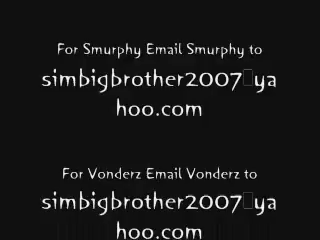 For Smurphy Email Smurphy to
simbigbrother2007□ya
hoo.com
For Vonderz Email Vonderz to
simbigbrother2007□ya
hoo.com